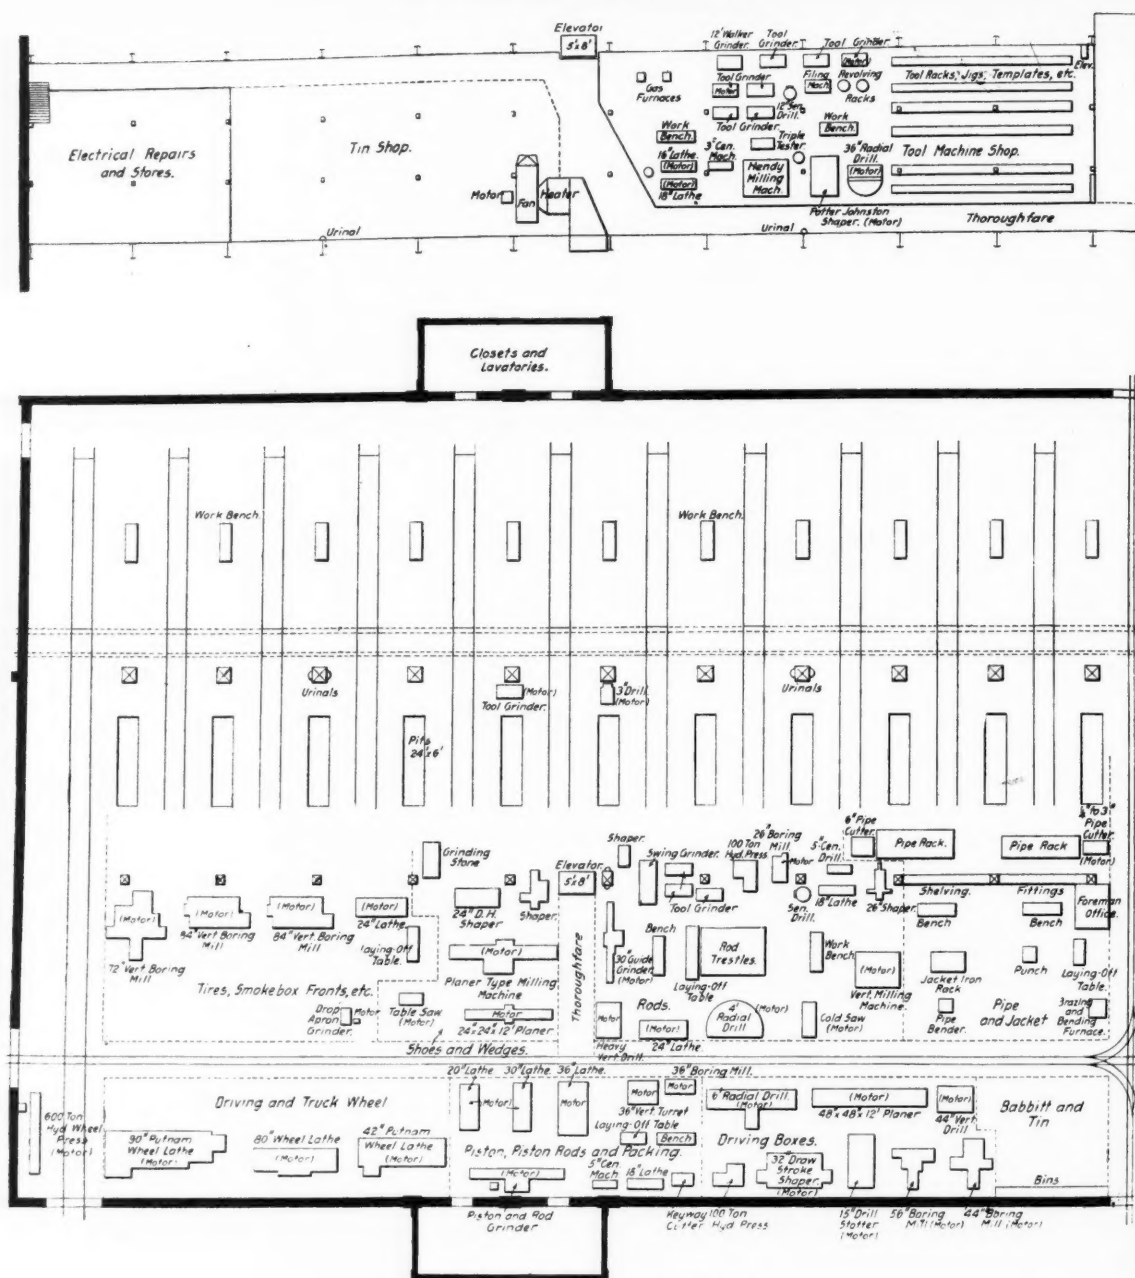 Elevator
5'x8'
12"Walker
Grinder.
Tool
Grinder.
Tool Grinder.
(Motor)
Gas
Furnaces
Tool Grinder
Motor
Filing
Mach.
Revolving
Racks
Tool Racks, Jigs, Templates, etc.
Elev.
12"Sen.
Drill.
Tool Grinder
Work
Bench.
Triple
Tester
Work
Bench.
36"Radial
Drill.
(Motor)
Tool Machine Shop.
16"Lathe.
(Motor)
(Motor)
18"Lathe
3"Cen.
Mach.
Hendy
Milling
Mach.
Potter Johnston
Shaper. (Motor)
Thoroughfare
Electrical Repairs
and Stores.
Tin Shop.
Motor
Fan
Heater
Urinal
Urinal
Closets and
Lavatories.
Work Bench.
Work Bench.
Urinals
(Motor)
Tool Grinder.
3"Drill.
(Motor)
Urinals
Pits
24'x6'
Grinding
Stone
Elevator.
5'x8'
Shaper.
Swing Grinder.
100 Ton
Hyd. Press
26"Boring
Mill.
Motor
5"Cen.
Drill.
6"Pipe
Cutter.
Pipe Rack.
Pipe Rack
to 3"
Pipe
Cutter.
(Motor)
(Motor)
72"Vert Boring
Mill
(Motor)
84"Vert Boring
Mill
(Motor)
84"Vert Boring
Mill
(Motor)
24"Lathe.
24"D.H.
Shaper
Shaper.
Tool Grinder
Sen.
Drill.
18"Lathe
26"Shaper.
Shelving.
Bench
Fittings
Bench
Foreman
Office.
Laying-Off
Table.
(Motor)
Planer Type Milling
Machine
Thoroughfare
30"Guide
Grinder.
(Motor)
Bench
Laying-Off
Table
Rod
Trestles
Work
Bench
(Motor)
Vert. Milling
Machine.
Jacket Iron
Rack
Punch
Laying-Off
Table.
Tires, Smokebox Fronts, etc.
Drop
Apron
Grinder.
Motor
Table Saw
(Motor)
Motor
24"x24"x12' Planer
Shoes and Wedges.
Motor
Heavy
Vert Drill.
Rods.
(Motor)
24"Lathe.
4'
Radial
Drill
(Motor)
Cold Saw
(Motor)
Pipe
Bender.
Pipe
and Jacket
Brazing
and
Bending
Furnace.
600 Ton
Hyd Wheel
Press
(Motor)
Driving and Truck Wheel
20"Lathe
30"Lathe.
36"Lathe.
(Motor)
Motor
36"Boring Mill.
Motor
Motor
36"Vert. Turret
6'Radial Drill.
(Motor)
(Motor)
48"x48"x12' Planer
(Motor)
44"
Vert
Drill
Babbitt and
Tin
90"Putnam
Wheel Lathe
(Motor)
80"Wheel Lathe
(Motor)
42"Putnam
Wheel Lathe
(Motor)
Laying-Off Table
Bench
Piston, Piston Rods and Packing.
Driving Boxes.
(Motor)
5"Cen.
Mach
18"Lathe
32"Draw
Stroke
Shaper.
(Motor)
Bins
Piston and Rod
Grinder
Keyway
Cutter
100 Ton
Hyd Press
15"Drill
Slotter
(Motor)
56"Boring
Mill (Motor)
44"Boring
Mill (Motor)